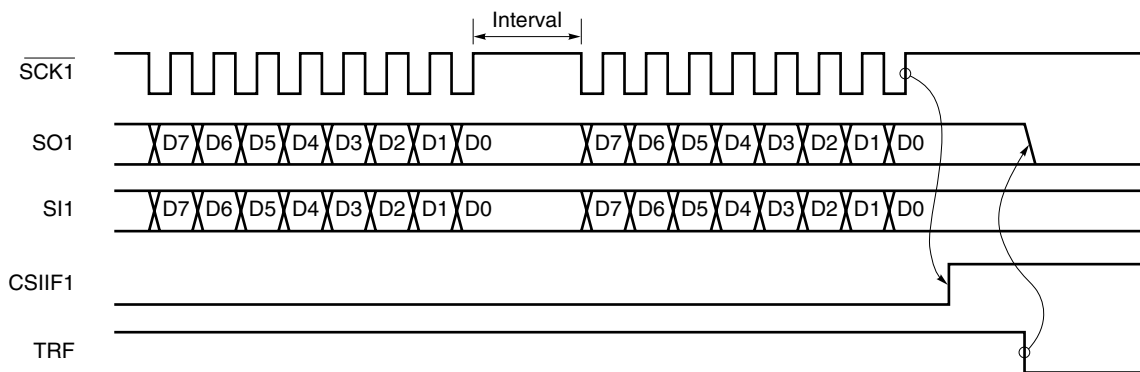 Interval
SCK1
SO1 D7 D6 D5 D4 D3 D2 D1 D0 D7 D6 D5 D4 D3 D2 D1 D0
SI1 D7 D6 D5 D4 D3 D2 D1 D0 D7 D6 D5 D4 D3 D2 D1 D0
CSIIF1
TRF